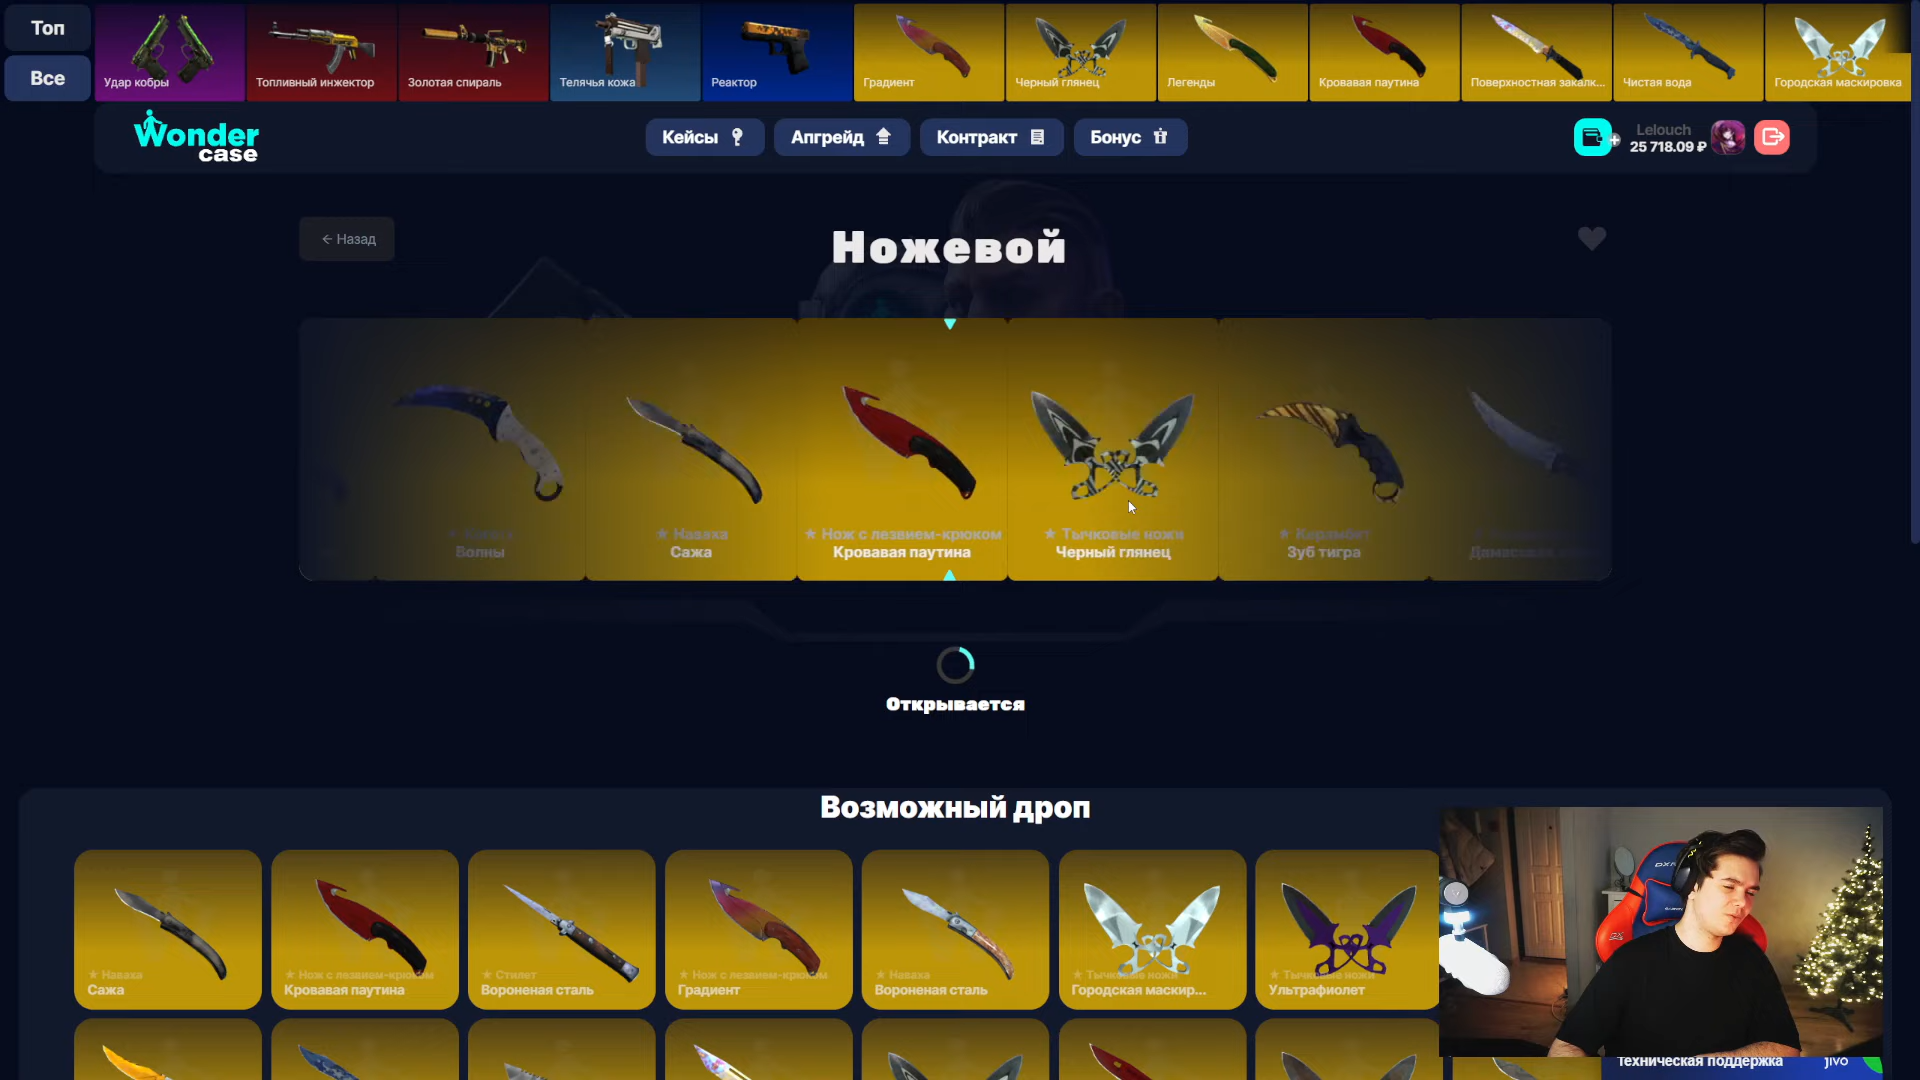 Топ
Все
Удар кобры
Топливный инжектор
Золотая спираль
Телячья кожа
Реактор
Градиент
Черный глянец
Легенды
Кровавая паутина
Поверхностная закалк...
Чистая вода
Городская маскировка
Wonder
case
Кейсы
Апгрейд
Контракт
Бонус
Lelouch
25 718.09 ₽
← Назад
Ножевой
Волны
★ Наваха
Сажа
★ Нож с лезвием-крюком
Кровавая паутина
★ Тычковые ножи
Черный глянец
★ Керамбит
Зуб тигра
Открывается
Возможный дроп
★ Наваха
Сажа
★ Нож с лезвием-крюком
Кровавая паутина
★ Стилет
Вороненая сталь
★ Нож с лезвием-крюком
Градиент
★ Наваха
Вороненая сталь
★ Тычковые ножи
Городская маскир...
★ Тычковые ножи
Ультрафиолет
DXR
Техническая поддержка
jivo